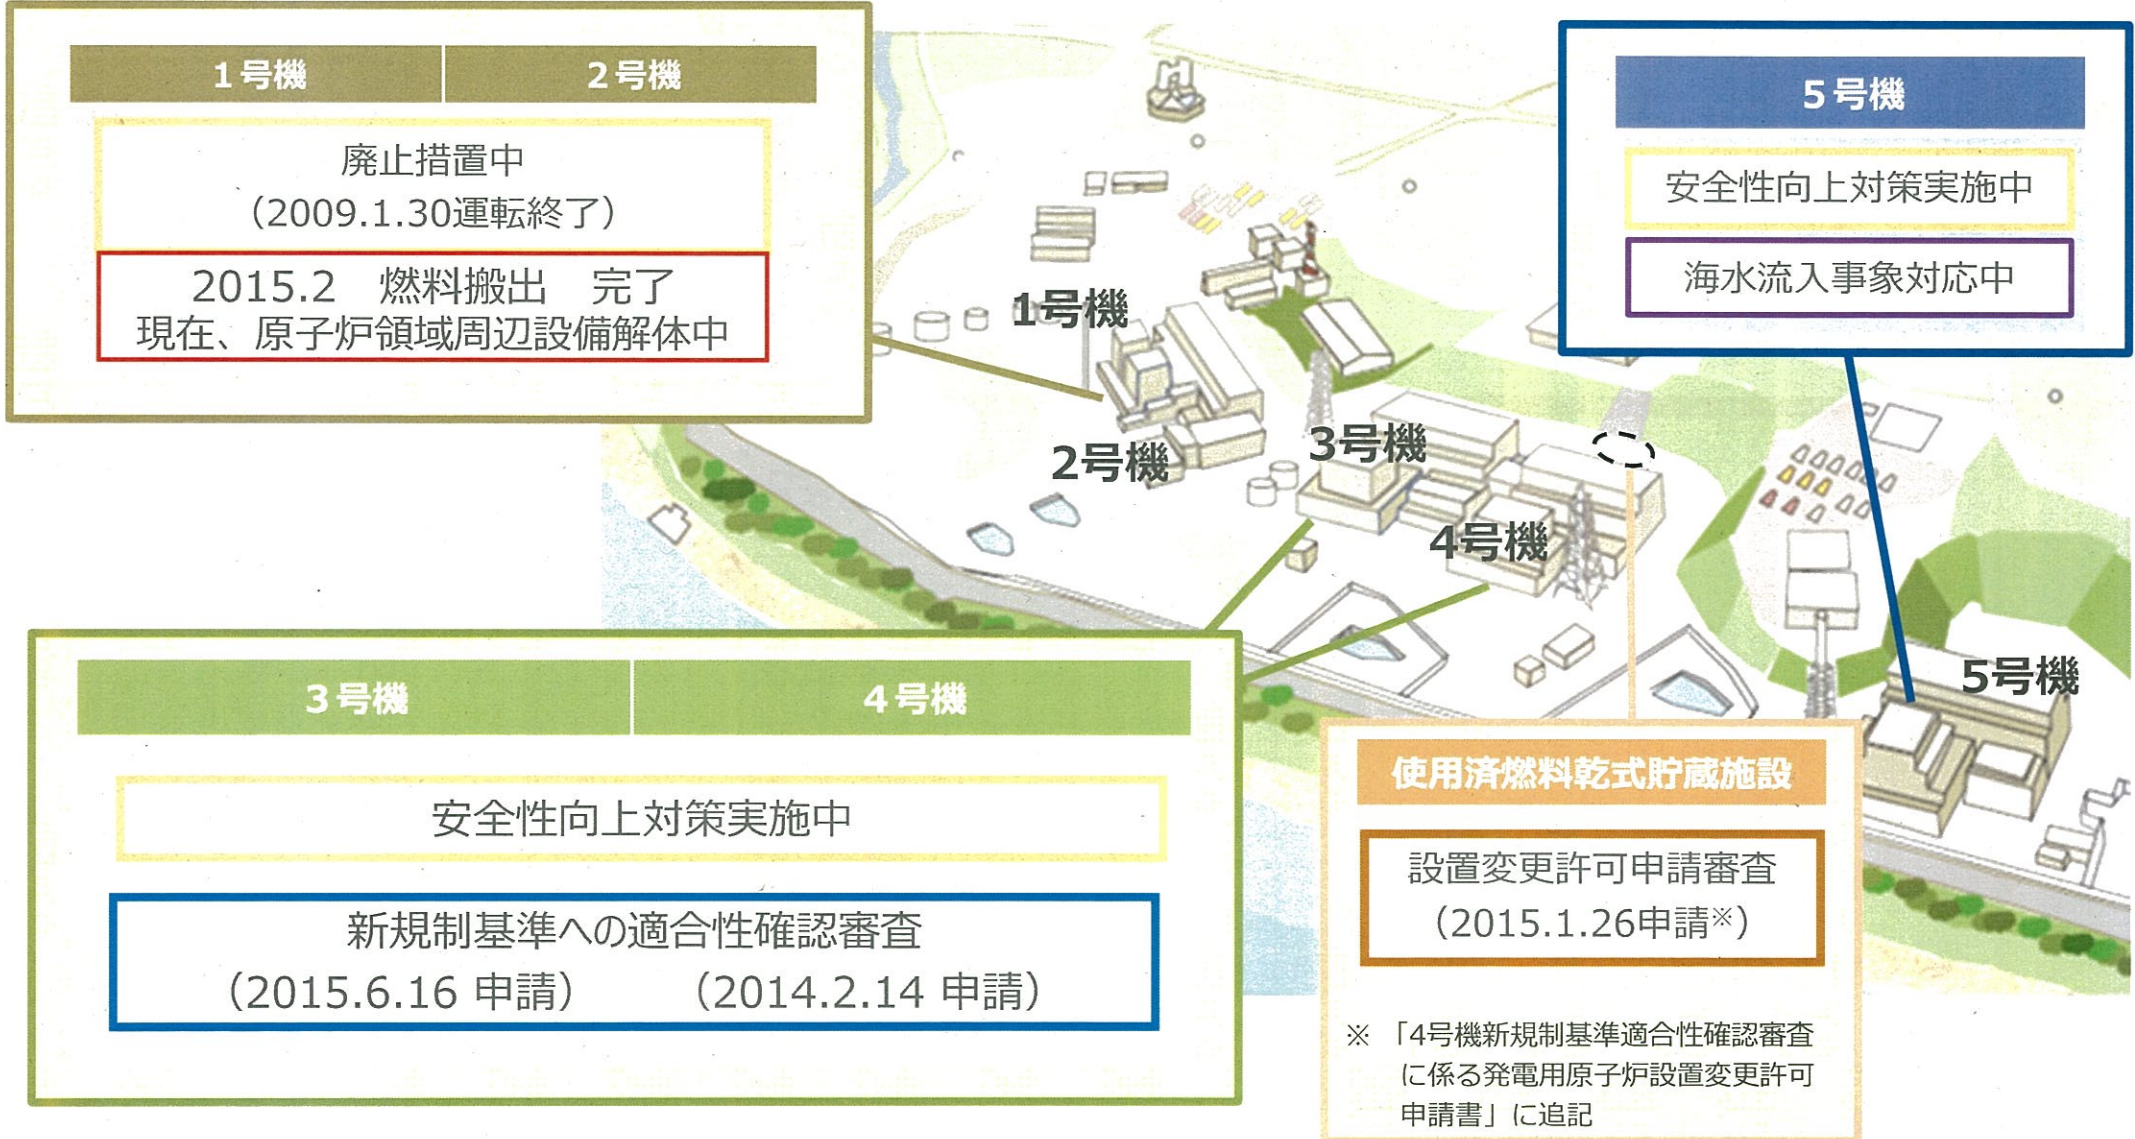 1号機 2号機
廃止措置中
（2009.1.30運転終了）
2015.2　燃料搬出　完了
現在、原子炉領域周辺設備解体中
5号機
安全性向上対策実施中
海水流入事象対応中
1号機
2号機
3号機
4号機
5号機
3号機 4号機
安全性向上対策実施中
新規制基準への適合性確認審査
（2015.6.16 申請） （2014.2.14 申請）
使用済燃料乾式貯蔵施設
設置変更許可申請審査
（2015.1.26申請※）
※ 「4号機新規制基準適合性確認審査
に係る発電用原子炉設置変更許可
申請書」に追記